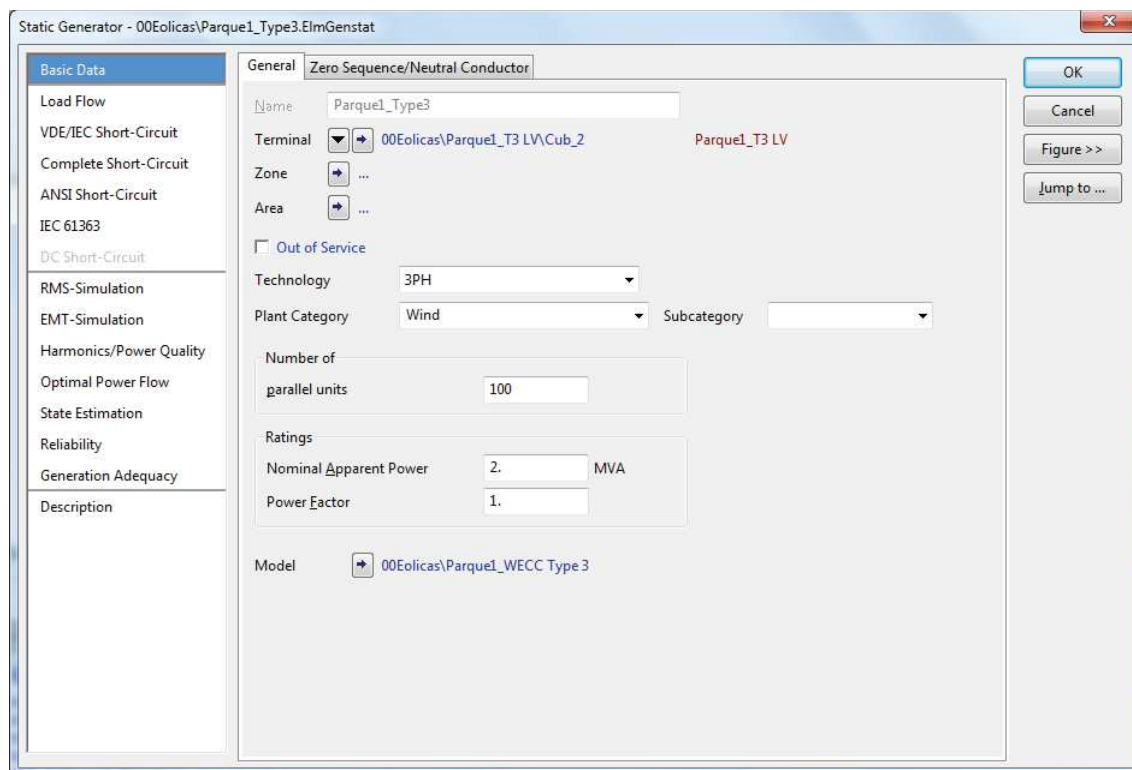 Static Generator - 00Eolicas\Parque1_Type3.ElmGenstat
Basic Data
Load Flow
VDE/IEC Short-Circuit
Complete Short-Circuit
ANSI Short-Circuit
IEC 61363
DC Short-Circuit
RMS-Simulation
EMT-Simulation
Harmonics/Power Quality
Optimal Power Flow
State Estimation
Reliability
Generation Adequacy
Description
General Zero Sequence/Neutral Conductor
Name Parque1_Type3
Terminal 00Eolicas\Parque1_T3 LV\Cub_2 Parque1_T3 LV
Zone ...
Area ...
Out of Service
Technology 3PH
Plant Category Wind Subcategory
Number of
parallel units 100
Ratings
Nominal Apparent Power 2. MVA
Power Factor 1.
Model 00Eolicas\Parque1_WECC Type 3
OK
Cancel
Figure >>
Jump to ...